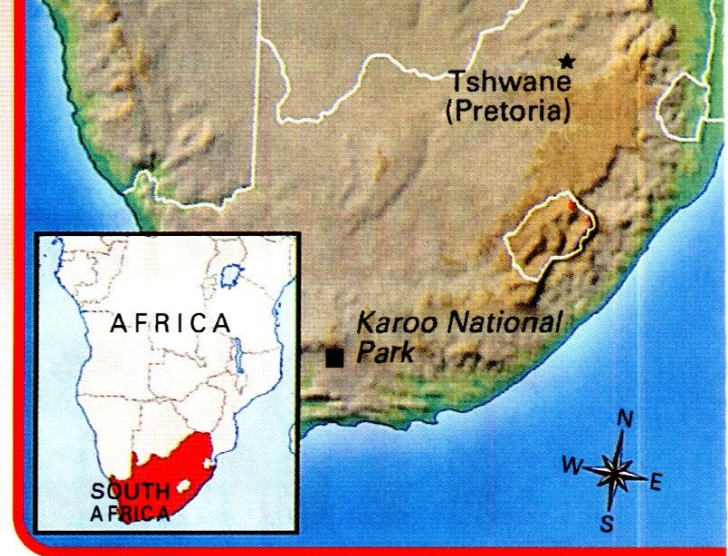 Tshwane
(Pretoria)
Karoo National
Park
AFRICA
SOUTH
AFRICA
N
W
E
S